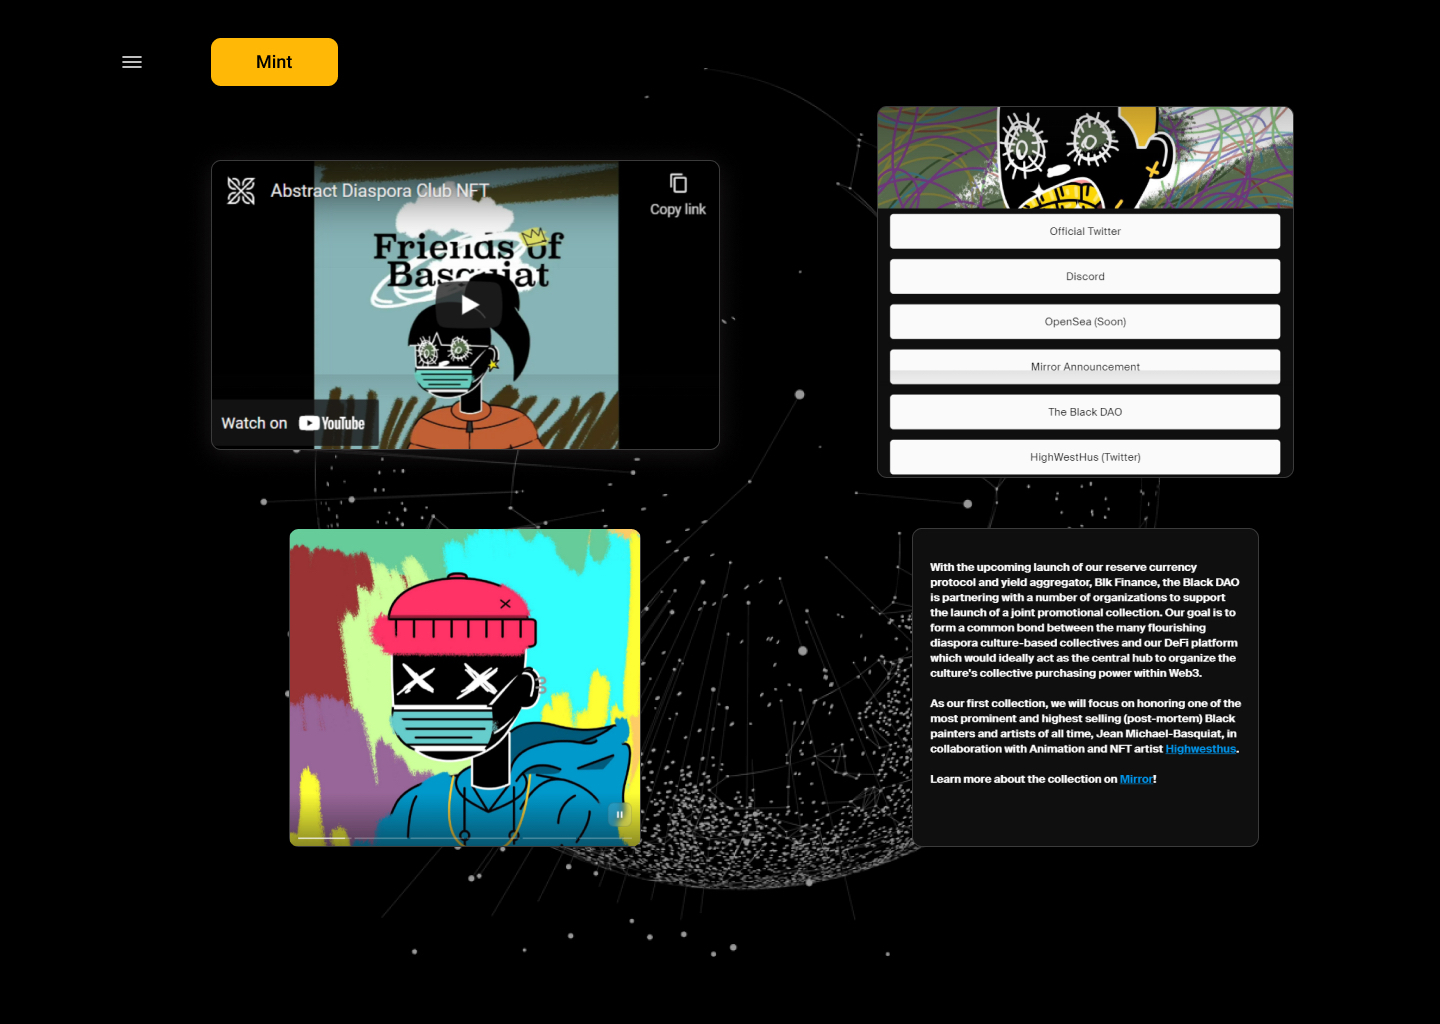 Mint
Abstract Diaspora Club NFT
Copy link
Friends of
Basquiat
Watch on YouTube
Official Twitter
Discord
OpenSea (Soon)
Mirror Announcement
The Black DAO
HighWestHus (Twitter)
With the upcoming launch of our reserve currency
protocol and yield aggregator, Blk Finance, the Black DAO
is partnering with a number of organizations to support
the launch of a joint promotional collection. Our goal is to
form a common bond between the many flourishing
diaspora culture-based collectives and our DeFi platform
which would ideally act as the central hub to organize the
culture's collective purchasing power within Web3.
As our first collection, we will focus on honoring one of the
most prominent and highest selling (post-mortem) Black
painters and artists of all time, Jean Michael-Basquiat, in
collaboration with Animation and NFT artist Highwesthus.
Learn more about the collection on Mirror!